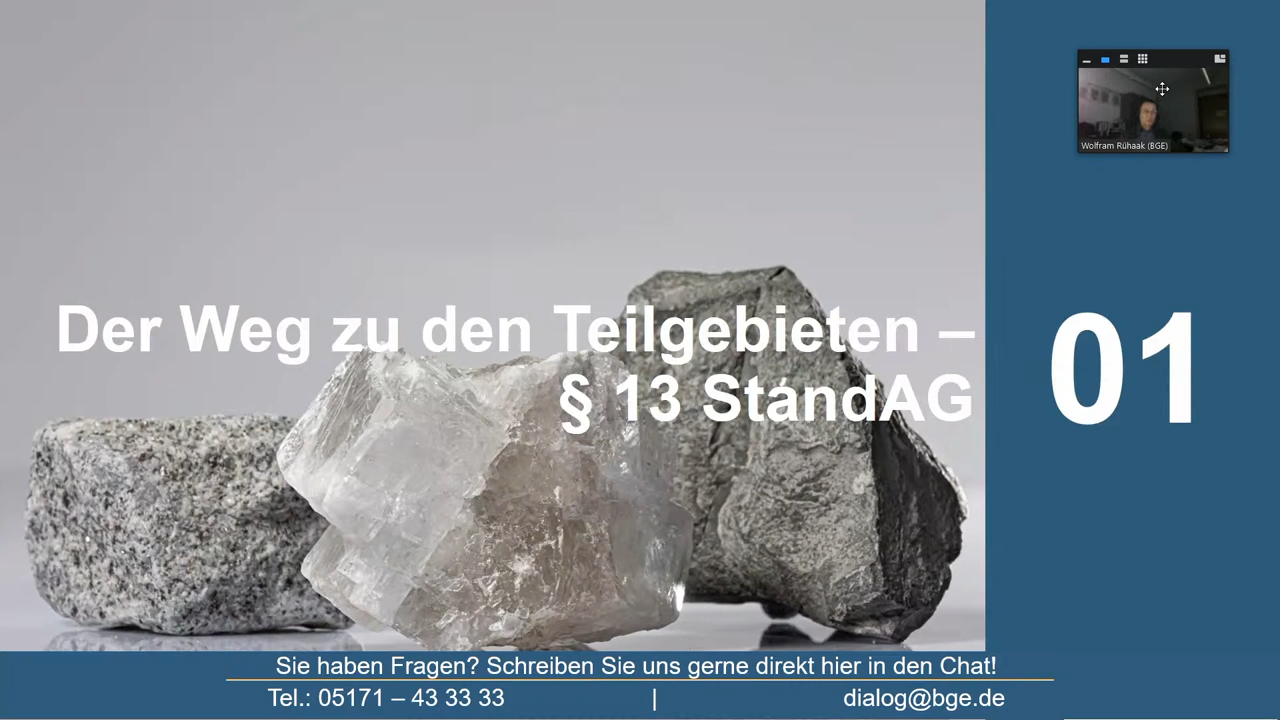 Wolfram Rühaak (BGE)
Der Weg zu den Teilgebieten –
§ 13 StandAG
01
Sie haben Fragen? Schreiben Sie uns gerne direkt hier in den Chat!
Tel.: 05171 – 43 33 33 | dialog@bge.de